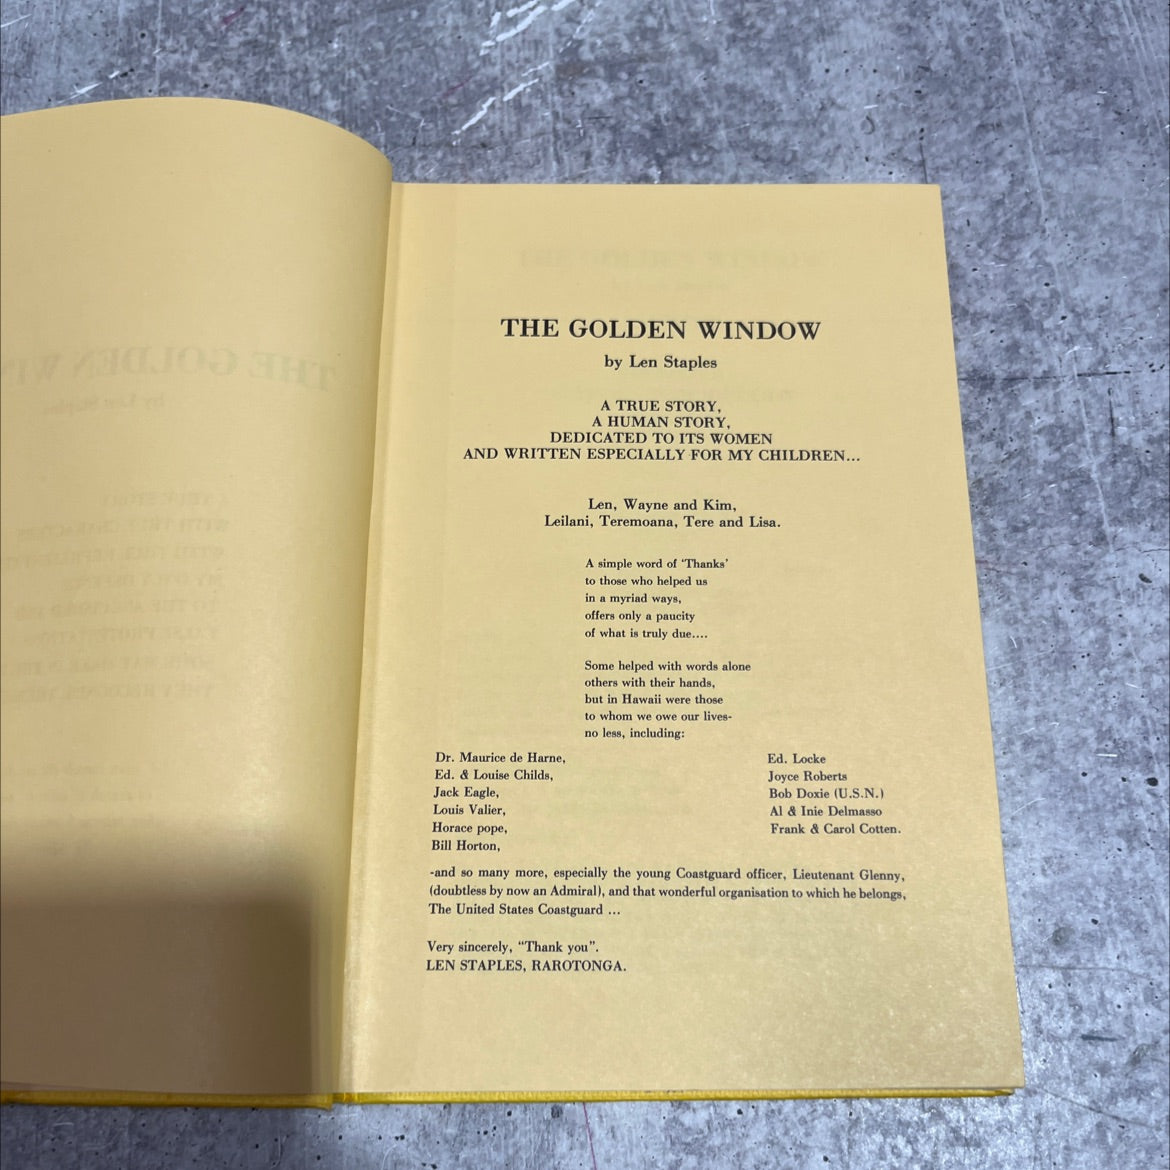 THE GOLDEN WINDOW
by Len Staples
A TRUE STORY,
A HUMAN STORY,
DEDICATED TO ITS WOMEN
AND WRITTEN ESPECIALLY FOR MY CHILDREN...
Len, Wayne and Kim,
Leilani, Teremoana, Tere and Lisa.
A simple word of ‘Thanks’
to those who helped us
in a myriad ways,
offers only a paucity
of what is truly due....
Some helped with words alone
others with their hands,
but in Hawaii were those
to whom we owe our lives-
no less, including:
Dr. Maurice de Harne,
Ed. & Louise Childs,
Jack Eagle,
Louis Valier,
Horace pope,
Bill Horton,
Ed. Locke
Joyce Roberts
Bob Doxie (U.S.N.)
Al & Inie Delmasso
Frank & Carol Cotten.
-and so many more, especially the young Coastguard officer, Lieutenant Glenny,
(doubtless by now an Admiral), and that wonderful organisation to which he belongs,
The United States Coastguard ...
Very sincerely, “Thank you”.
LEN STAPLES, RAROTONGA.